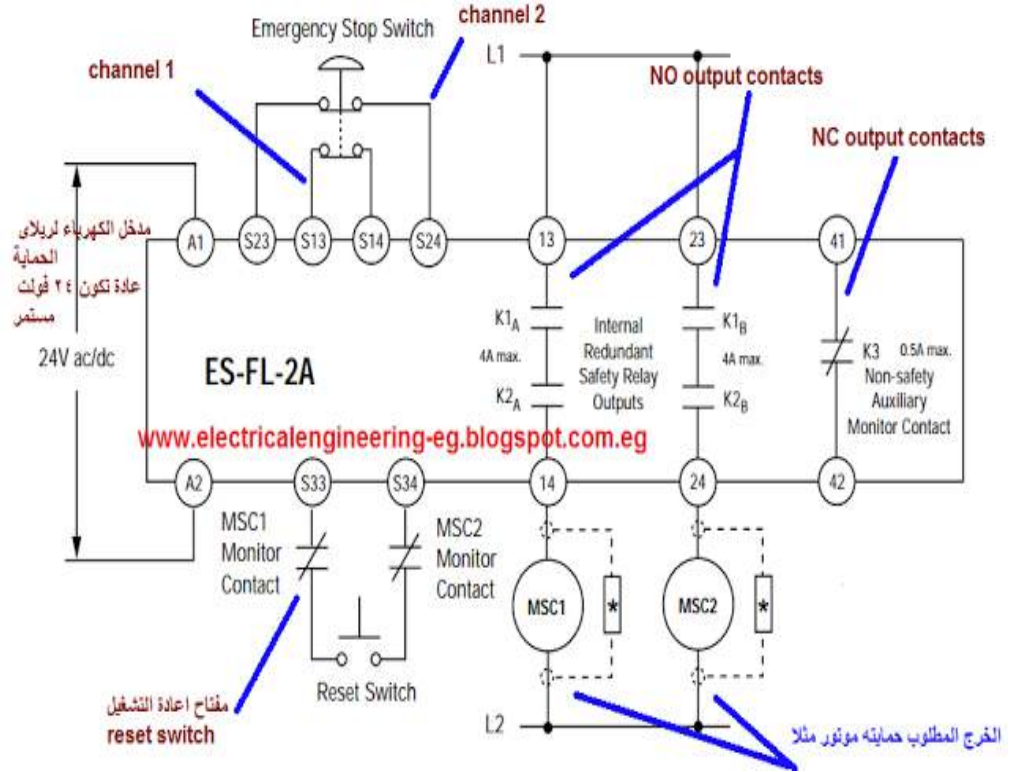 channel 2
Emergency Stop Switch
channel 1
L1
NO output contacts
NC output contacts
A1
S23
S13
S14
S24
13
23
41
مدخل الكهرباء لريلاى
الحماية
عادة تكون ٢٤ فولت
مستمر
24V ac/dc
ES-FL-2A
K1A
4A max.
K2A
Internal
Redundant
Safety Relay
Outputs
K1B
4A max.
K2B
K3 0.5A max.
Non-safety
Auxiliary
Monitor Contact
www.electricalengineering-eg.blogspot.com.eg
A2
S33
S34
14
24
42
MSC1
Monitor
Contact
MSC2
Monitor
Contact
MSC1
*
MSC2
*
Reset Switch
مفتاح اعادة التشغيل
reset switch
L2
الخرج المطلوب حمايته موتور مثلا